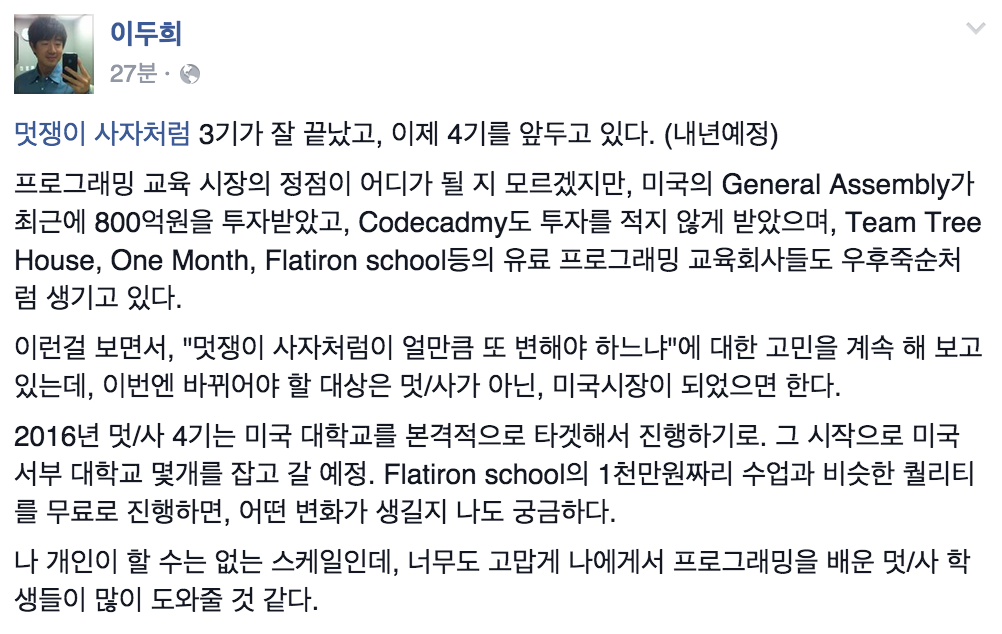 이두희
27분 ·
멋쟁이 사자처럼 3기가 잘 끝났고, 이제 4기를 앞두고 있다. (내년예정)
프로그래밍 교육 시장의 정점이 어디가 될 지 모르겠지만, 미국의 General Assembly가
최근에 800억원을 투자받았고, Codecadmy도 투자를 적지 않게 받았으며, Team Tree
House, One Month, Flatiron school등의 유료 프로그래밍 교육회사들도 우후죽순처
럼 생기고 있다.
이런걸 보면서, "멋쟁이 사자처럼이 얼만큼 또 변해야 하느냐"에 대한 고민을 계속 해 보고
있는데, 이번엔 바뀌어야 할 대상은 멋/사가 아닌, 미국시장이 되었으면 한다.
2016년 멋/사 4기는 미국 대학교를 본격적으로 타겟해서 진행하기로. 그 시작으로 미국
서부 대학교 몇개를 잡고 갈 예정. Flatiron school의 1천만원짜리 수업과 비슷한 퀄리티
를 무료로 진행하면, 어떤 변화가 생길지 나도 궁금하다.
나 개인이 할 수는 없는 스케일인데, 너무도 고맙게 나에게서 프로그래밍을 배운 멋/사 학
생들이 많이 도와줄 것 같다.